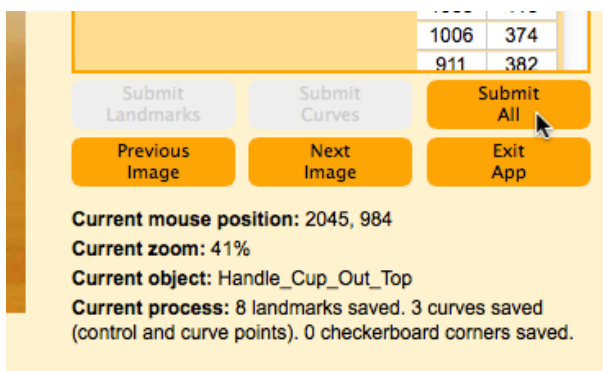 1006 374
911 382
Submit Submit Submit
Landmarks Curves All
Previous Next Exit
Image Image App
Current mouse position: 2045, 984
Current zoom: 41%
Current object: Handle_Cup_Out_Top
Current process: 8 landmarks saved. 3 curves saved
(control and curve points). 0 checkerboard corners saved.